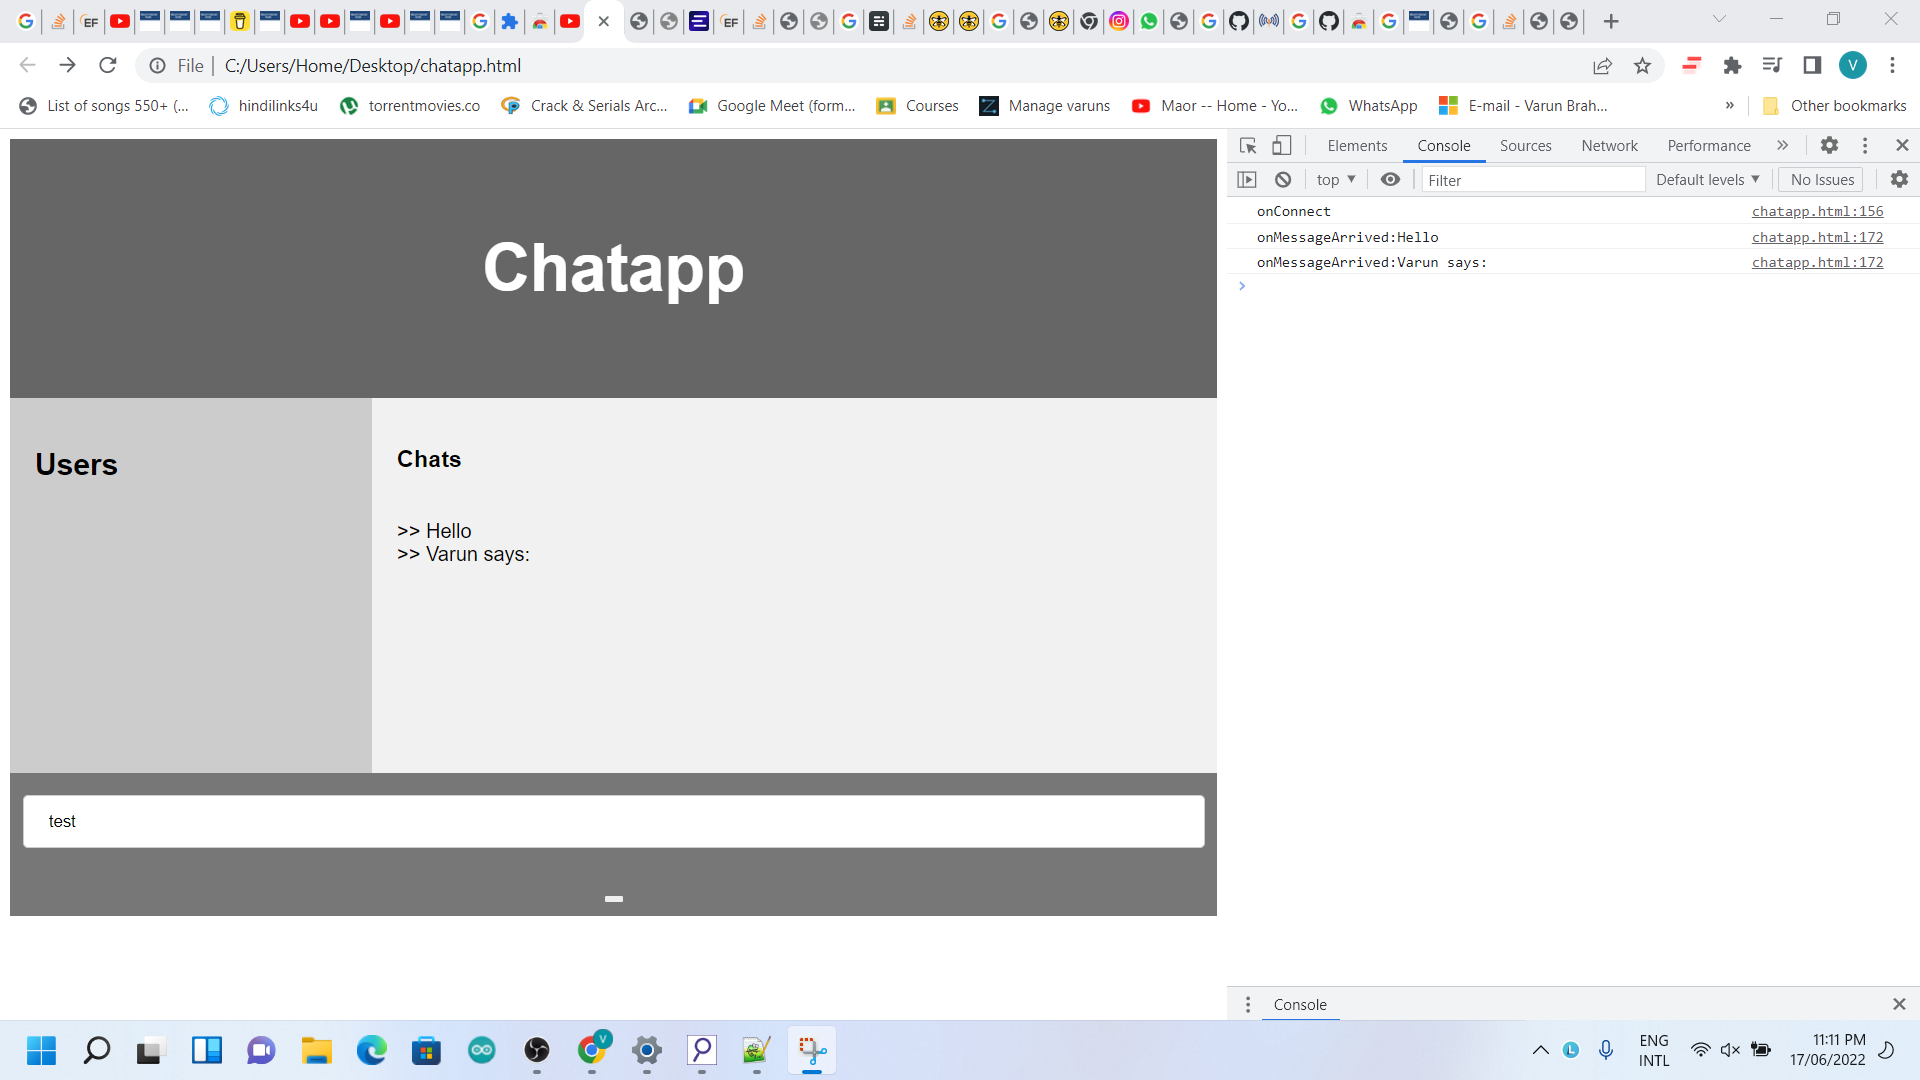 EF
EF
File
C:/Users/Home/Desktop/chatapp.html
V
List of songs 550+ (...
hindilinks4u
torrentmovies.co
Crack & Serials Arc...
Google Meet (form...
Courses
Manage varuns
Maor -- Home - Yo...
WhatsApp
E-mail - Varun Brah...
»
Other bookmarks
Elements
Console
Sources
Network
Performance
»
top
Filter
Default levels
No Issues
onConnect
chatapp.html:156
onMessageArrived:Hello
chatapp.html:172
onMessageArrived:Varun says:
chatapp.html:172
Chatapp
Users
Chats
>> Hello
>> Varun says:
test
Console
V
L
ENG
INTL
11:11 PM
17/06/2022